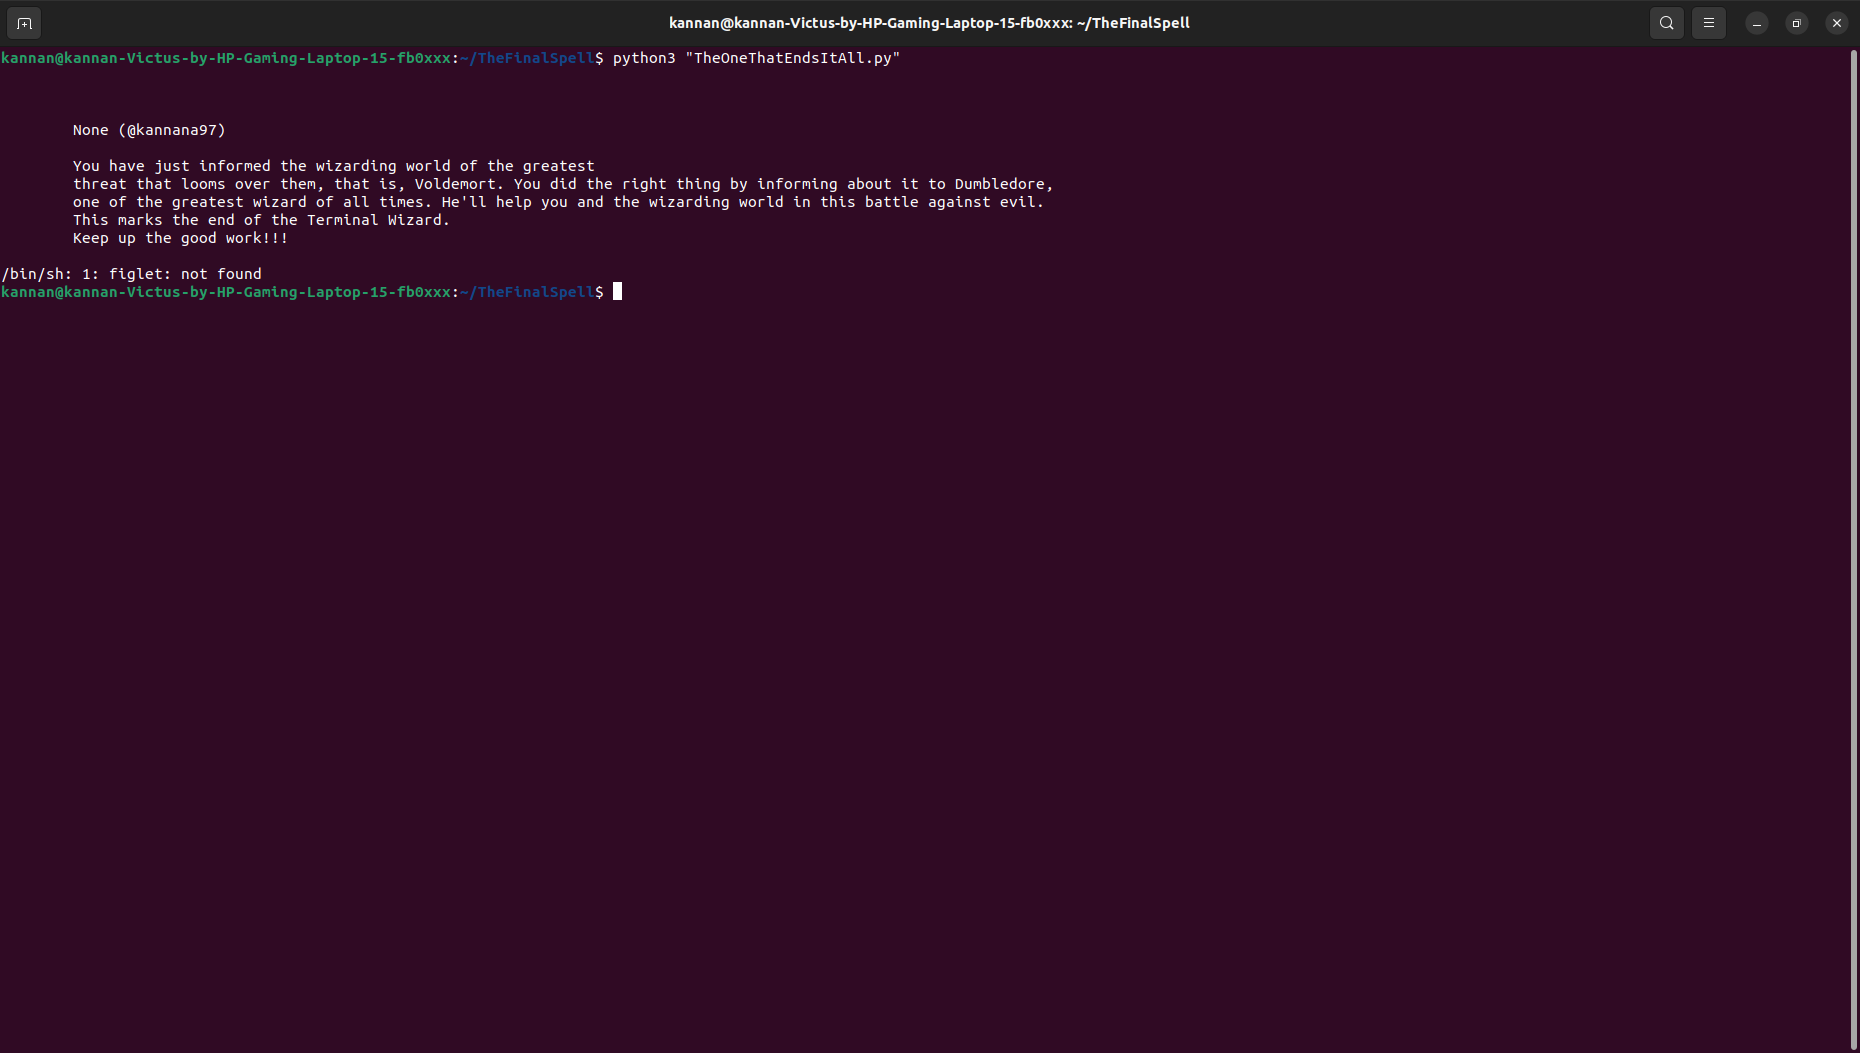 kannan@kannan-Victus-by-HP-Gaming-Laptop-15-fb0xxx: ~/TheFinalSpell
kannan@kannan-Victus-by-HP-Gaming-Laptop-15-fb0xxx:~/TheFinalSpell$ python3 "TheOneThatEndsItAll.py"
None (@kannana97)
You have just informed the wizarding world of the greatest
threat that looms over them, that is, Voldemort. You did the right thing by informing about it to Dumbledore,
one of the greatest wizard of all times. He'll help you and the wizarding world in this battle against evil.
This marks the end of the Terminal Wizard.
Keep up the good work!!!
/bin/sh: 1: figlet: not found
kannan@kannan-Victus-by-HP-Gaming-Laptop-15-fb0xxx:~/TheFinalSpell$